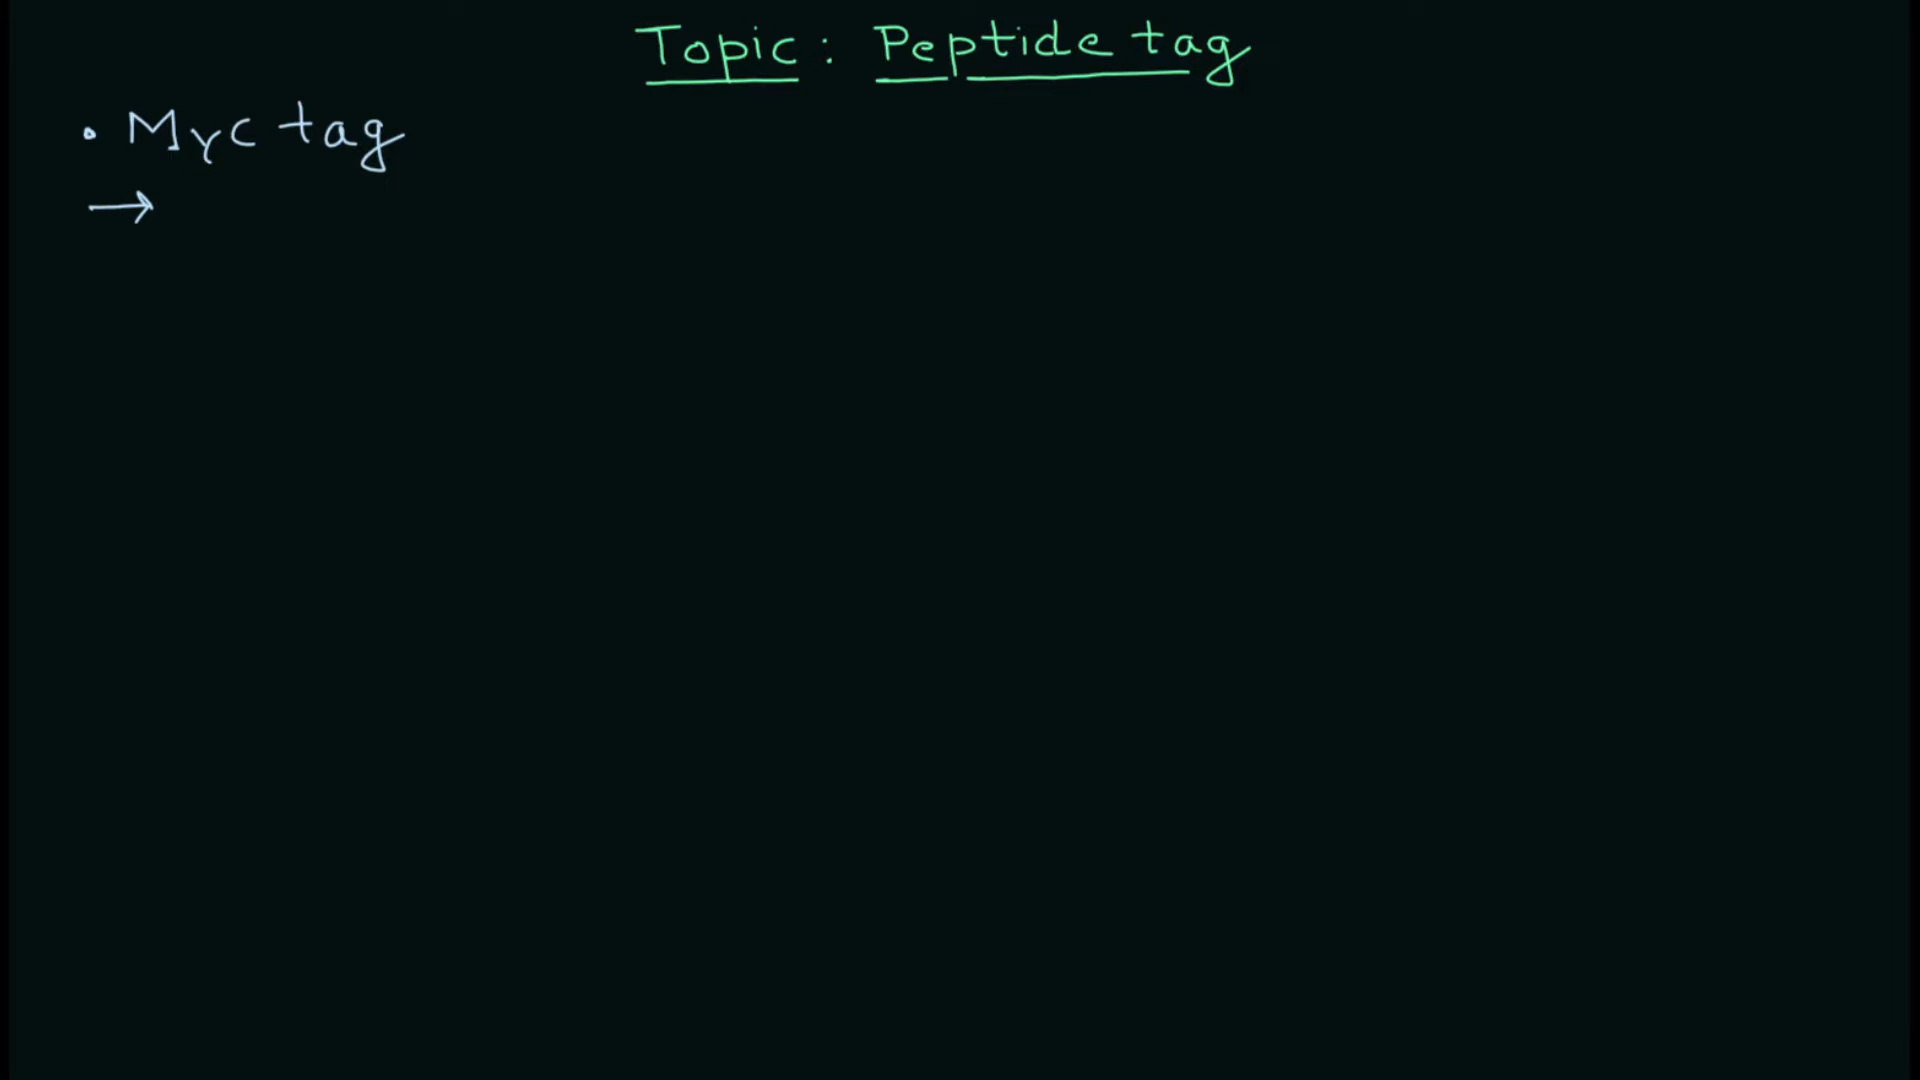 Topic: Peptide tag
• Myc tag
→